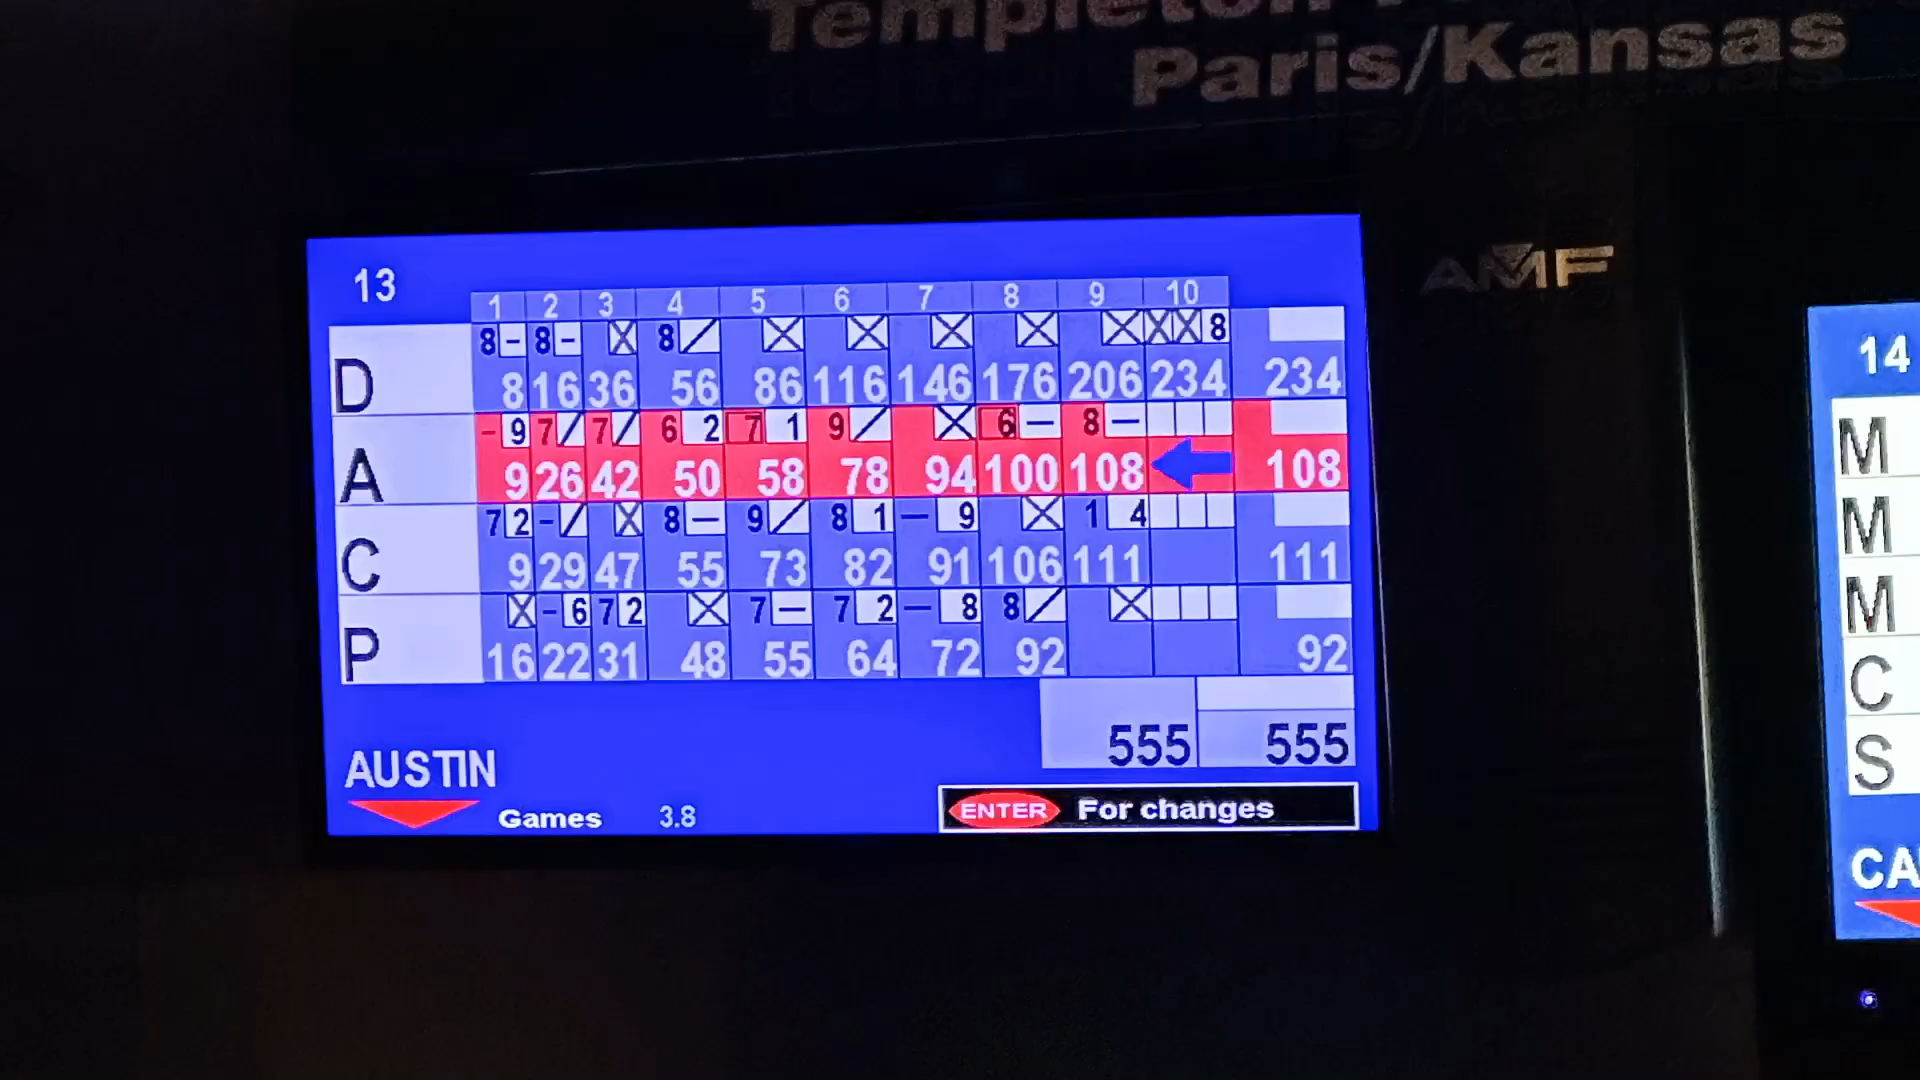 Templeton
Paris/Kansas
AMF
13
1 2 3 4 5 6 7 8 9 10
8 - 8 - X 8 / X X X X X X X 8
D 8 16 36 56 86 116 146 176 206 234 234
- 9 7 / 7 / 6 2 7 1 9 / X 6 - 8 -
A 9 26 42 50 58 78 94 100 108 108
7 2 - / X 8 - 9 / 8 1 - 9 X 1 4
C 9 29 47 55 73 82 91 106 111 111
X - 6 7 2 X 7 - 7 2 - 8 8 / X
P 16 22 31 48 55 64 72 92 92
555 555
AUSTIN
Games 3.8
ENTER For changes
14
M
M
M
C
S